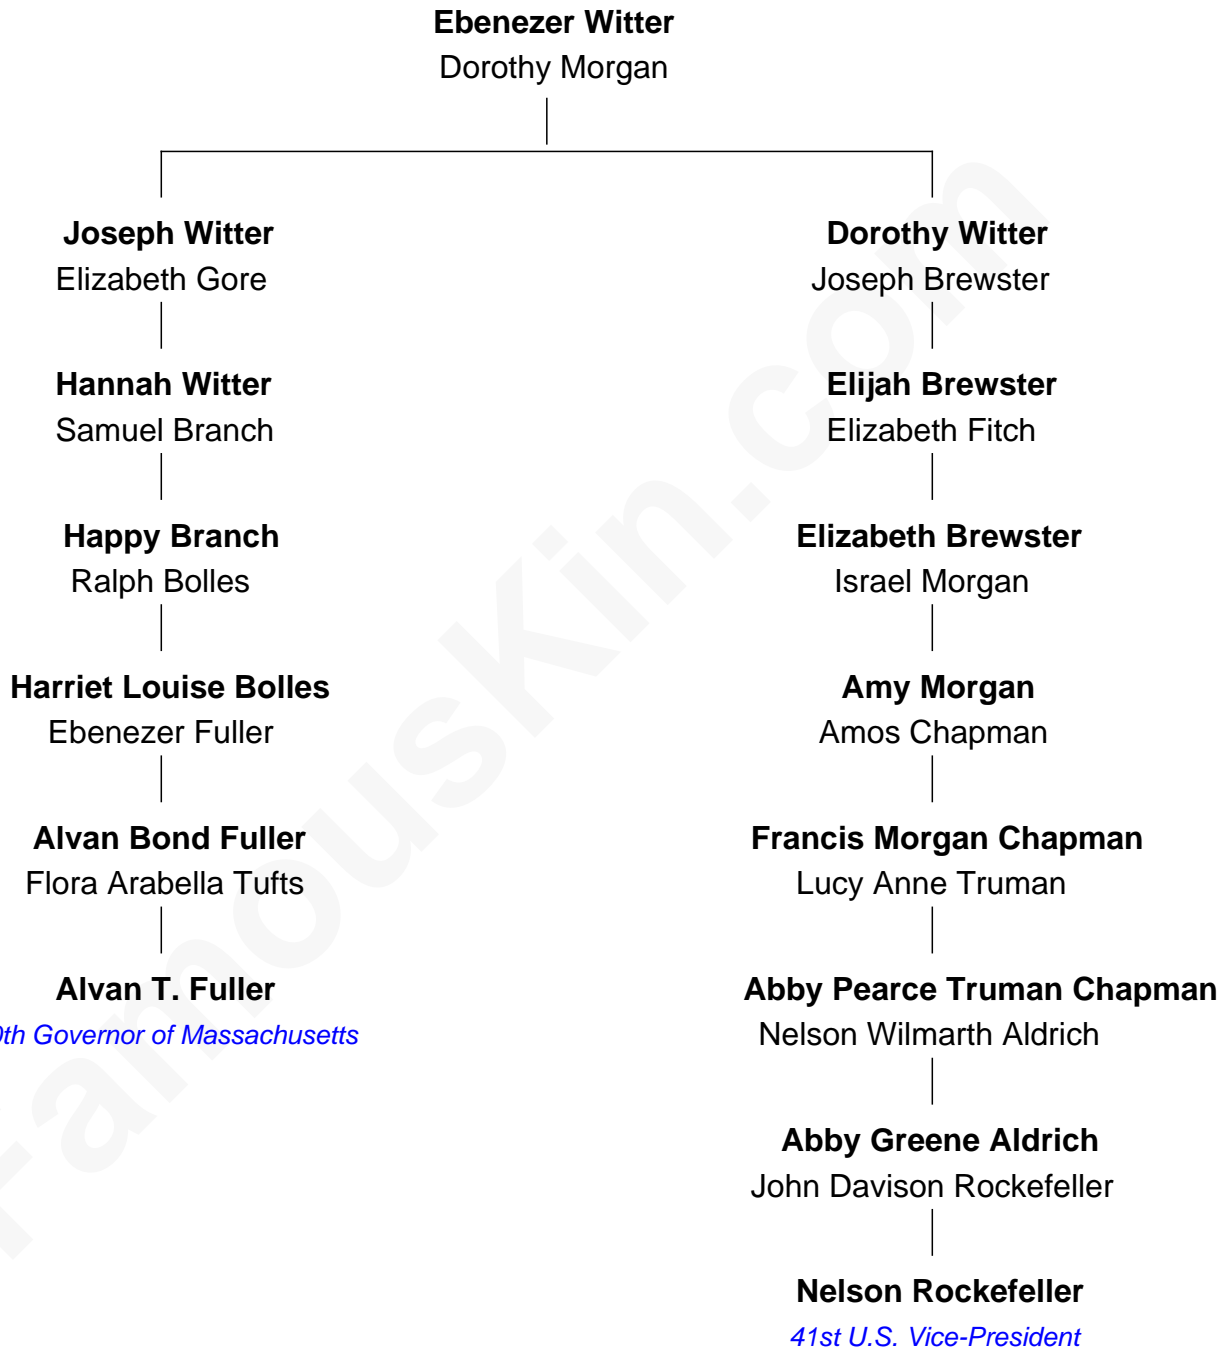 Ebenezer Witter
Dorothy Morgan
Joseph Witter
Elizabeth Gore
Hannah Witter
Samuel Branch
Happy Branch
Ralph Bolles
Harriet Louise Bolles
Ebenezer Fuller
Alvan Bond Fuller
Flora Arabella Tufts
Alvan T. Fuller
Governor of Massachusetts
Dorothy Witter
Joseph Brewster
Elijah Brewster
Elizabeth Fitch
Elizabeth Brewster
Israel Morgan
Amy Morgan
Amos Chapman
Francis Morgan Chapman
Lucy Anne Truman
Abby Pearce Truman Chapman
Nelson Wilmarth Aldrich
Abby Greene Aldrich
John Davison Rockefeller
Nelson Rockefeller
41st U.S. Vice-President
FamousKin.com